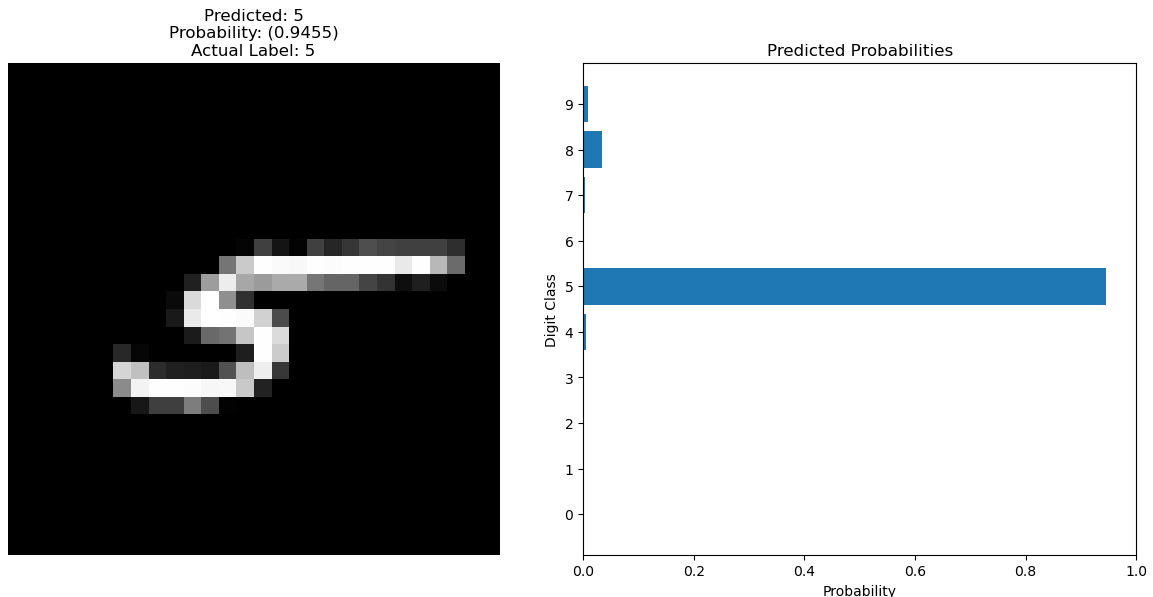 Predicted: 5
Probability: (0.9455)
Actual Label: 5
5
Predicted Probabilities
Digit Class
9
8
7
6
5
4
3
2
1
0
0.0 0.2 0.4 0.6 0.8 1.0
Probability